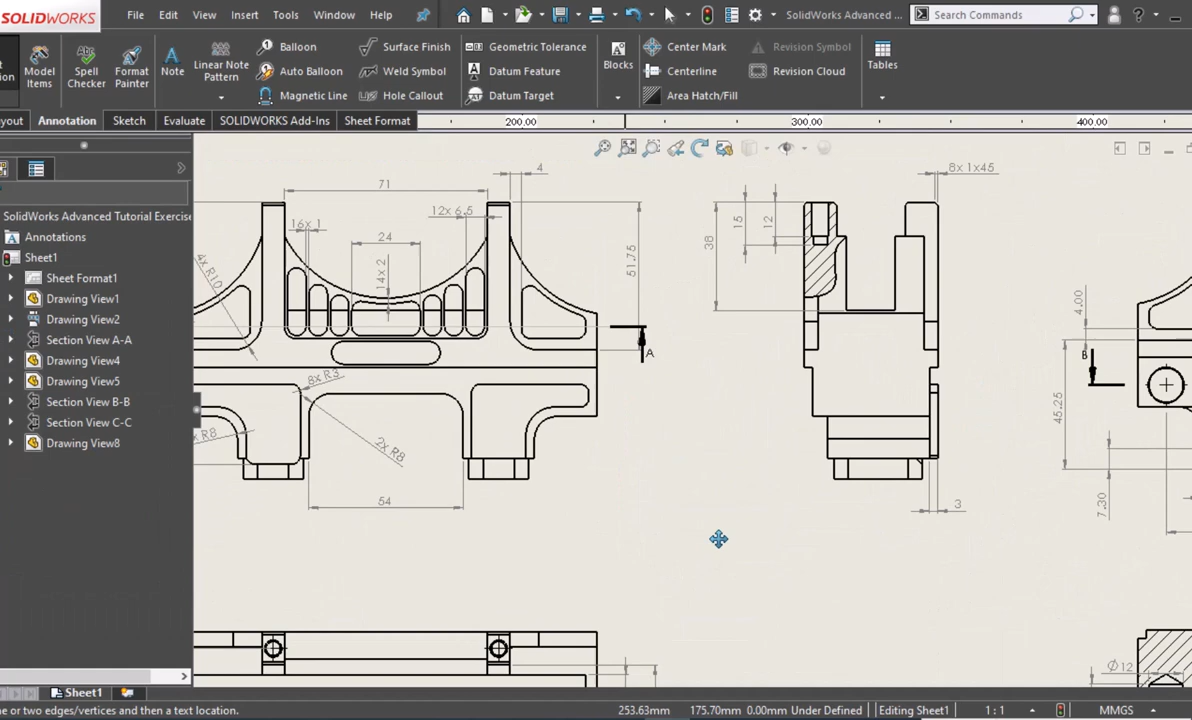 SOLIDWORKS
File Edit View Insert Tools Window Help
SolidWorks Advanced ...
Search Commands
?
Model Items
Spell Checker
Format Painter
Note
Linear Note Pattern
Balloon
Auto Balloon
Magnetic Line
Surface Finish
Weld Symbol
Hole Callout
Geometric Tolerance
Datum Feature
Datum Target
Blocks
Center Mark
Centerline
Area Hatch/Fill
Revision Symbol
Revision Cloud
Tables
Annotation Sketch Evaluate SOLIDWORKS Add-Ins Sheet Format
200.00 300.00 400.00
SolidWorks Advanced Tutorial Exercise
Annotations
Sheet1
Sheet Format1
Drawing View1
Drawing View2
Section View A-A
Drawing View4
Drawing View5
Section View B-B
Section View C-C
Drawing View8
71
4
12x 6.5
16x 1
24
14x 2
4x R10
51.75
A
8x R3
x R8
2x R8
54
8x 1x45
15
12
38
3
4.00
B
45.25
7.30
Ø12
Sheet1
ne or two edges/vertices and then a text location.
253.63mm 175.70mm 0.00mm Under Defined Editing Sheet1 1 : 1 MMGS